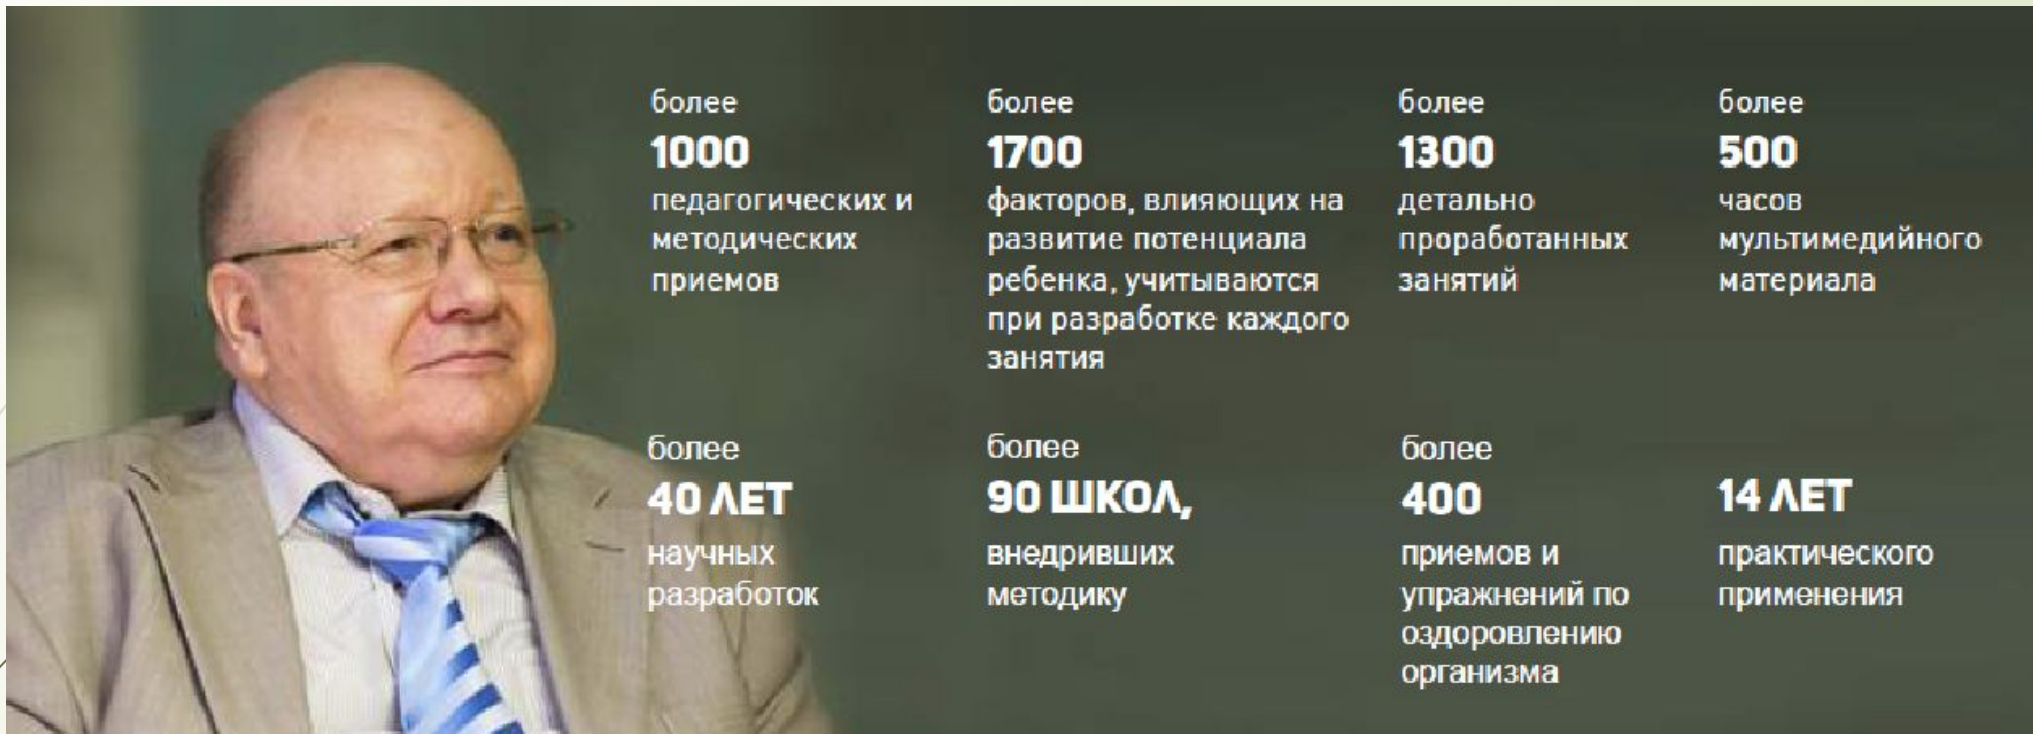 более
1000
педагогических и
методических
приемов
более
1700
факторов, влияющих на
развитие потенциала
ребенка, учитываются
при разработке каждого
занятия
более
1300
детально
проработанных
занятий
более
500
часов
мультимедийного
материала
более
40 ЛЕТ
научных
разработок
более
90 ШКОЛ,
внедривших
методику
более
400
приемов и
упражнений по
оздоровлению
организма
14 ЛЕТ
практического
применения